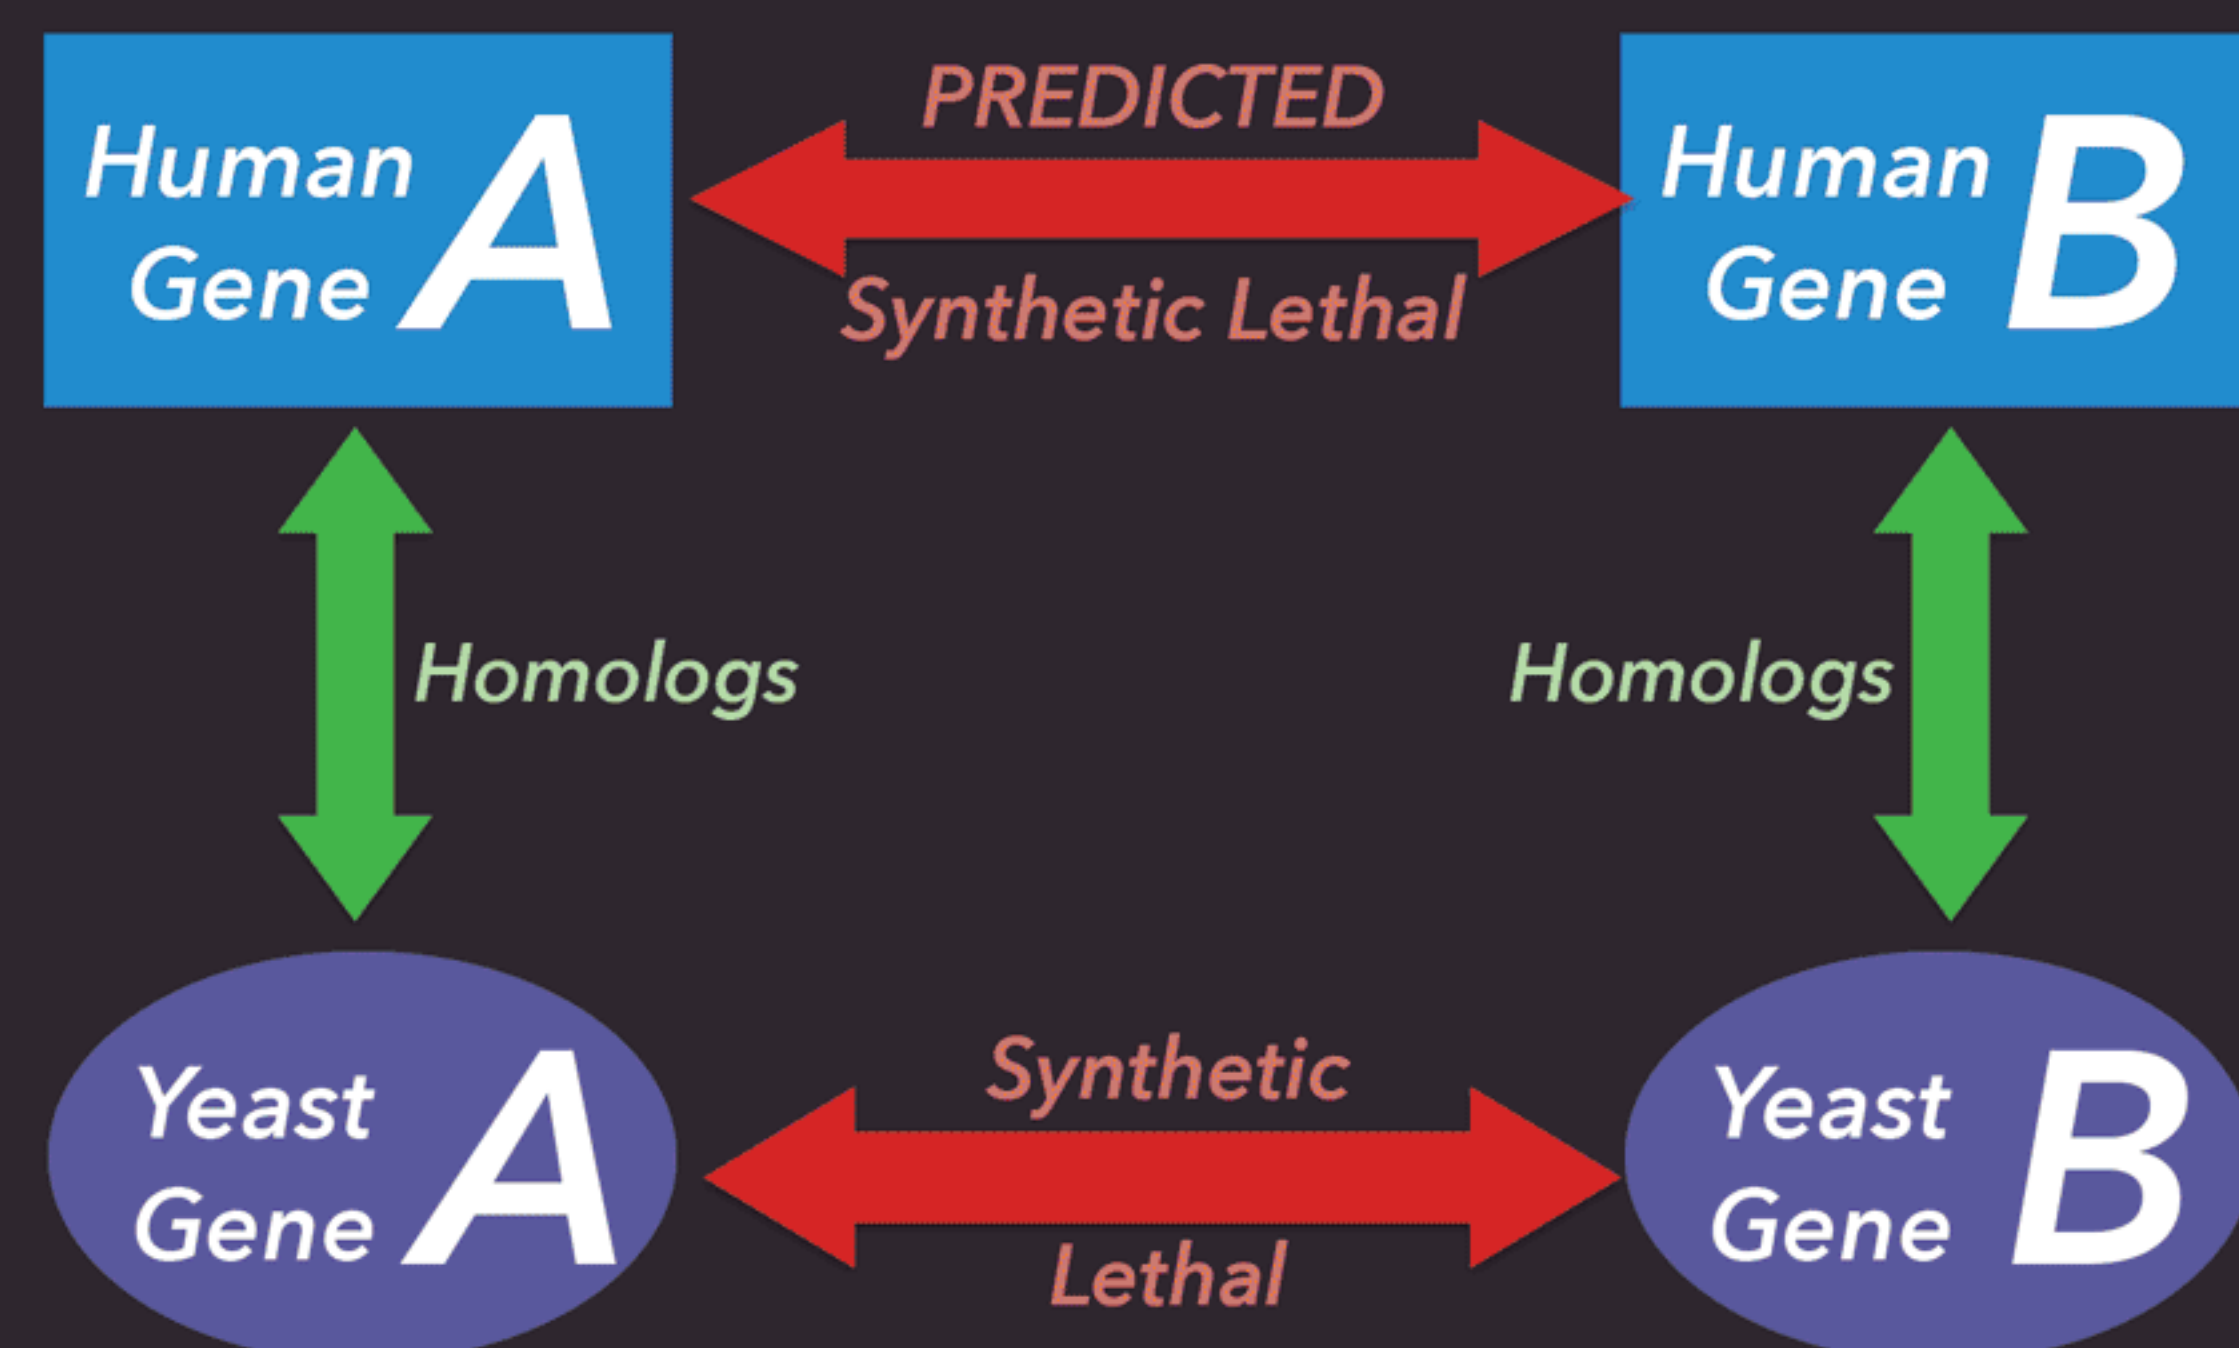 PREDICTED
Human
Gene
A
Synthetic Lethal
Human
Gene
B
Homologs
Homologs
Yeast
Gene
A
Synthetic
Lethal
Yeast
Gene
B